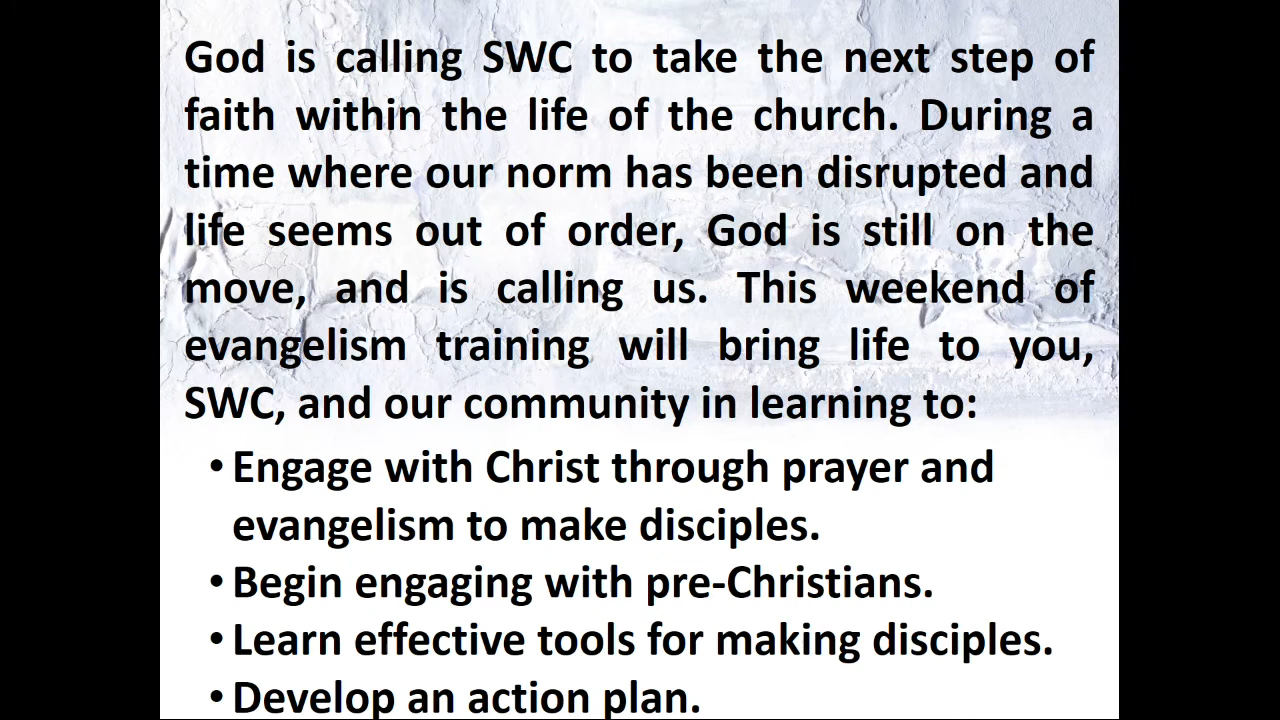 God is calling SWC to take the next step of
faith within the life of the church. During a
time where our norm has been disrupted and
life seems out of order, God is still on the
move, and is calling us. This weekend of
evangelism training will bring life to you,
SWC, and our community in learning to:
• Engage with Christ through prayer and
evangelism to make disciples.
• Begin engaging with pre-Christians.
• Learn effective tools for making disciples.
• Develop an action plan.